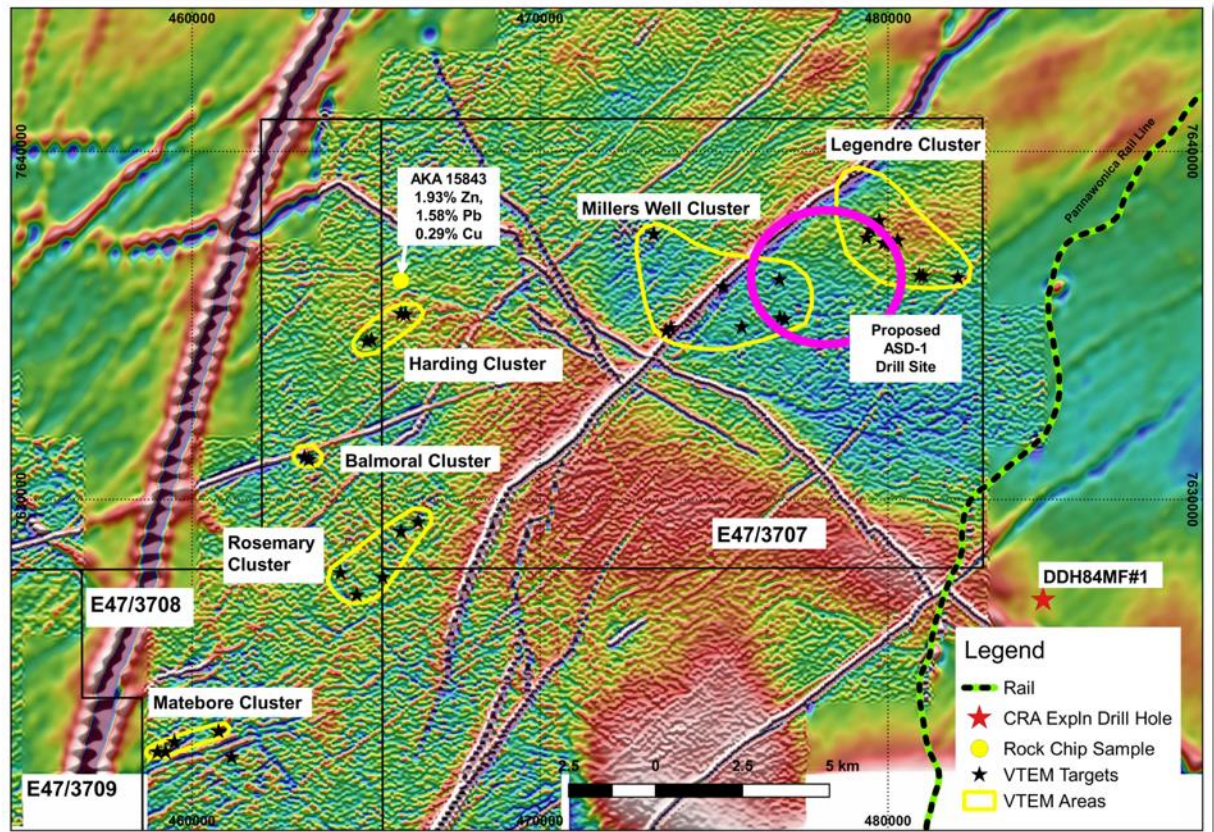 460000
470000
480000
7640000
7640000
Pannawonica Rail Line
Legendre Cluster
AKA 15843
1.93% Zn,
1.58% Pb
0.29% Cu
Millers Well Cluster
Proposed
ASD-1
Drill Site
Harding Cluster
Balmoral Cluster
7630000
7630000
Rosemary
Cluster
E47/3707
E47/3708
DDH84MF#1
Legend
Rail
CRA Expln Drill Hole
Rock Chip Sample
VTEM Targets
VTEM Areas
Matebore Cluster
2.5 0 2.5 5 km
E47/3709
460000
470000
480000